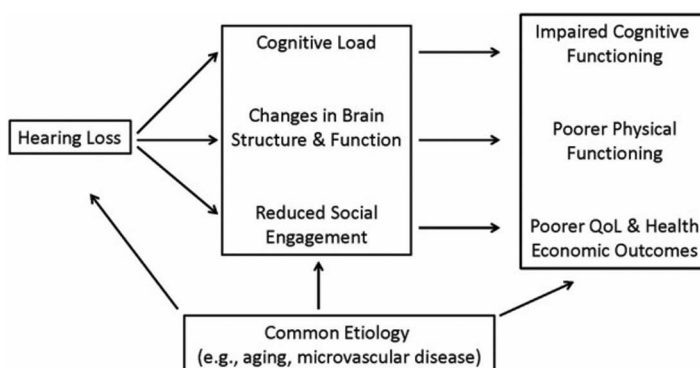 Hearing Loss
Cognitive Load
Changes in Brain
Structure & Function
Reduced Social
Engagement
Impaired Cognitive
Functioning
Poorer Physical
Functioning
Poorer QoL & Health
Economic Outcomes
Common Etiology
(e.g., aging, microvascular disease)